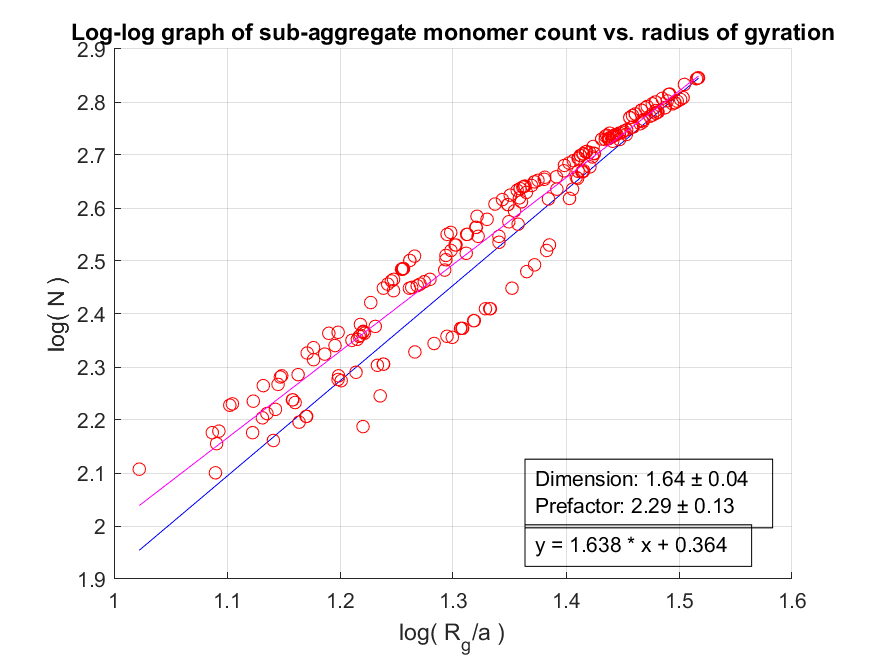 Log-log graph of sub-aggregate monomer count vs. radius of gyration
2.9
2.8
2.7
2.6
2.5
2.4
2.3
2.2
2.1
2
1.9
log( N )
Dimension: 1.64 ± 0.04
Prefactor: 2.29 ± 0.13
y = 1.638 * x + 0.364
1 1.1 1.2 1.3 1.4 1.5 1.6
log( R_g/a )